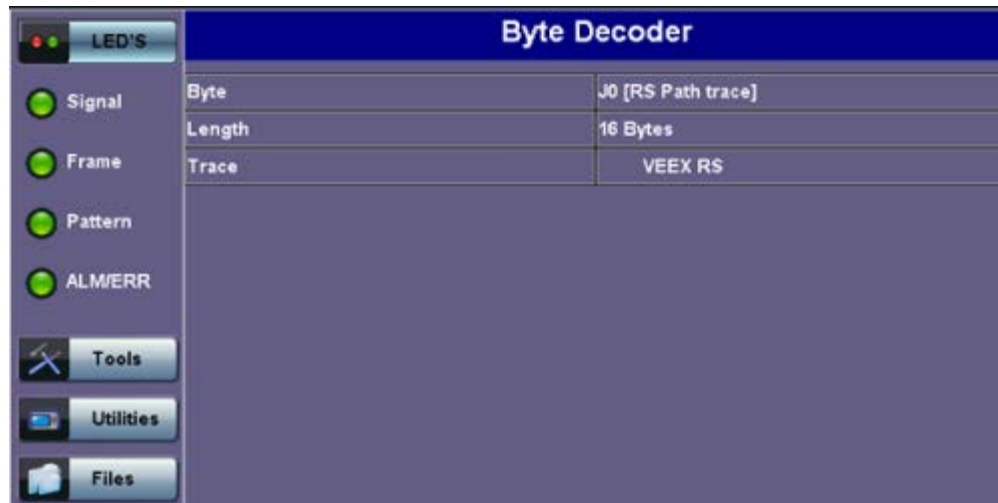 LED'S
Byte Decoder
Signal
Frame
Pattern
ALM/ERR
Tools
Utilities
Files
Byte J0 [RS Path trace]
Length 16 Bytes
Trace VEEX RS